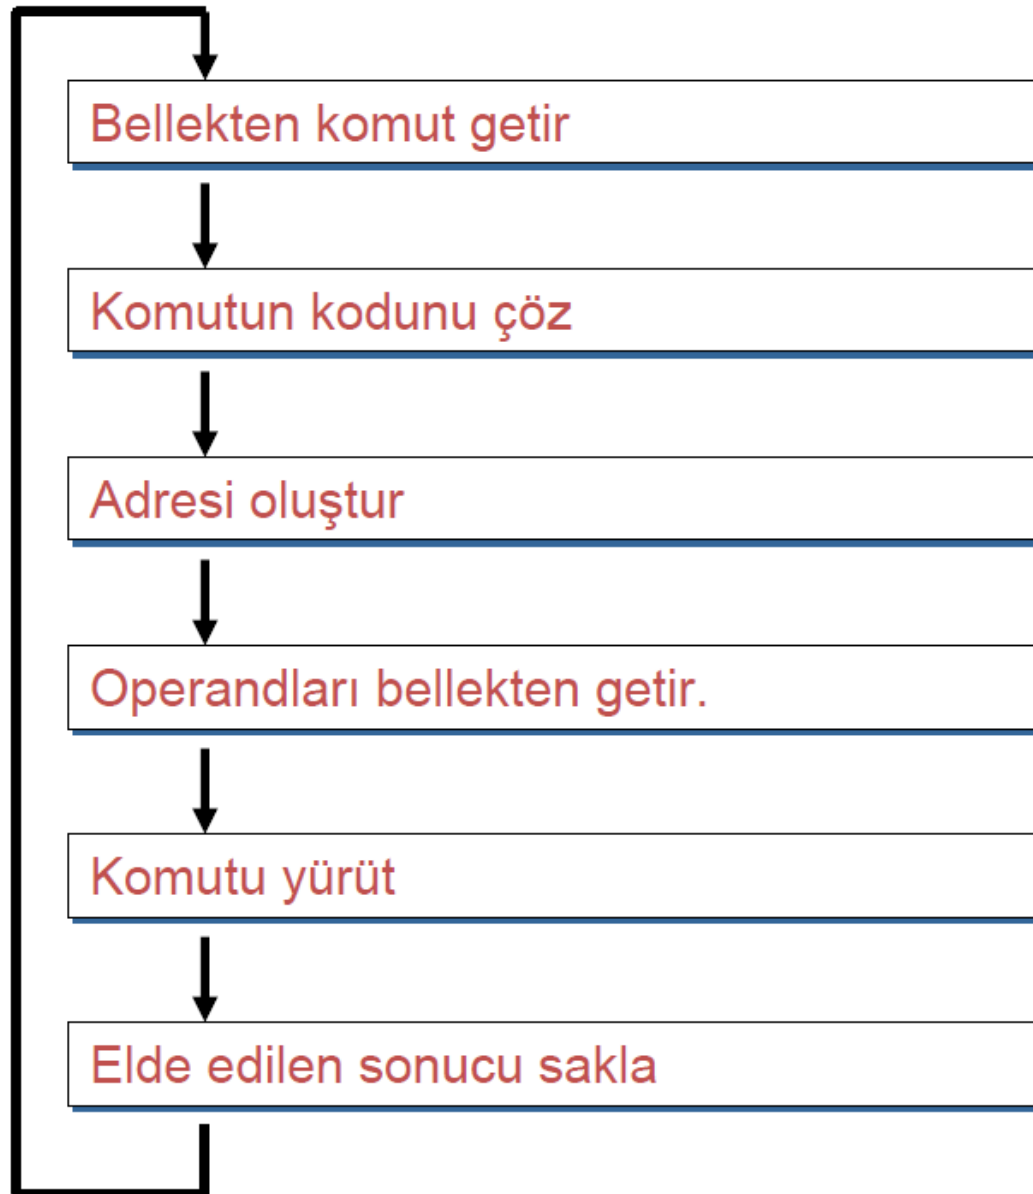 Bellekten komut getir
Komutun kodunu çöz
Adresi oluştur
Operandları bellekten getir.
Komutu yürüt
Elde edilen sonucu sakla